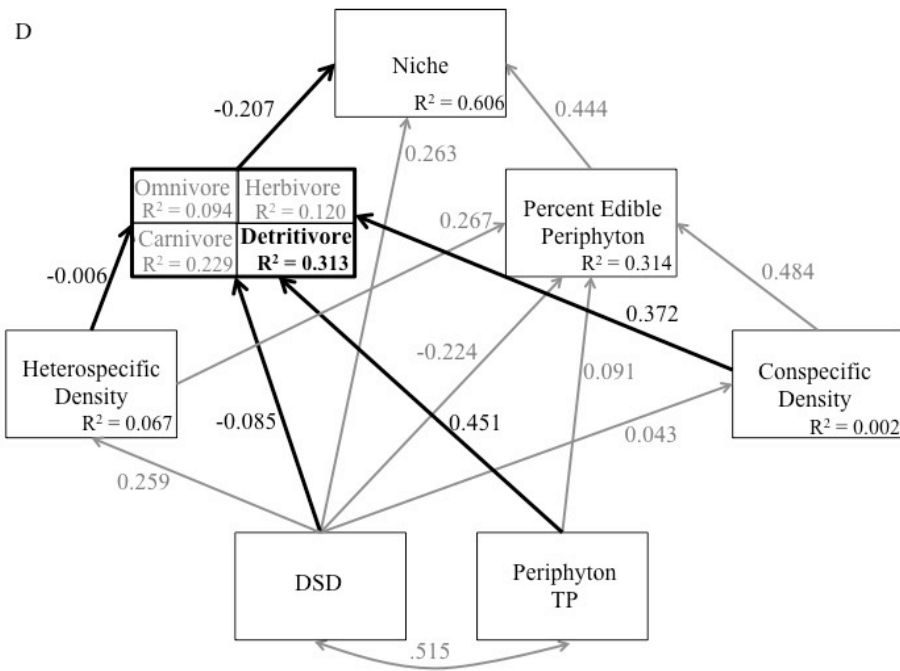 D
Niche
R² = 0.606
-0.207
0.444
0.263
Omnivore
R² = 0.094
Herbivore
R² = 0.120
Carnivore
R² = 0.229
Detritivore
R² = 0.313
Percent Edible
Periphyton
R² = 0.314
0.267
-0.006
0.484
0.372
Heterospecific
Density
R² = 0.067
-0.224
0.091
Conspecific
Density
R² = 0.002
-0.085
0.451
0.043
0.259
DSD
Periphyton
TP
.515